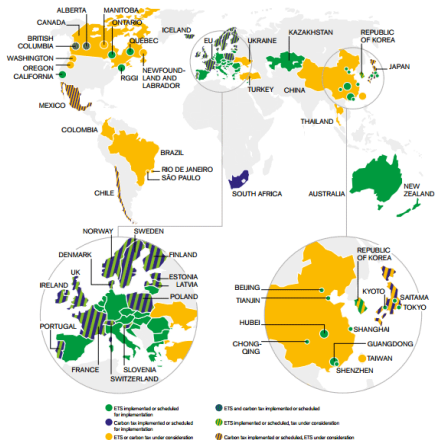 ALBERTA
MANITOBA
CANADA
ONTARIO
ICELAND
BRITISH
COLUMBIA
QUÉBEC
EU
UKRAINE
KAZAKHSTAN
REPUBLIC
OF KOREA
WASHINGTON
OREGON
CALIFORNIA
RGGI
NEWFOUND-
LAND AND
LABRADOR
JAPAN
TURKEY
CHINA
MEXICO
THAILAND
COLOMBIA
BRAZIL
RIO DE JANEIRO
SÃO PAULO
CHILE
SOUTH AFRICA
AUSTRALIA
NEW
ZEALAND
NORWAY
SWEDEN
DENMARK
FINLAND
UK
ESTONIA
LATVIA
IRELAND
POLAND
PORTUGAL
FRANCE
SLOVENIA
SWITZERLAND
REPUBLIC
OF KOREA
BEIJING
TIANJIN
KYOTO
SAITAMA
TOKYO
HUBEI
SHANGHAI
CHONG-
QING
GUANGDONG
TAIWAN
SHENZHEN
ETS implemented or scheduled
for implementation
Carbon tax implemented or scheduled
for implementation
ETS or carbon tax under consideration
ETS and carbon tax implemented or scheduled
ETS implemented or scheduled, tax under consideration
Carbon tax implemented or scheduled, ETS under consideration